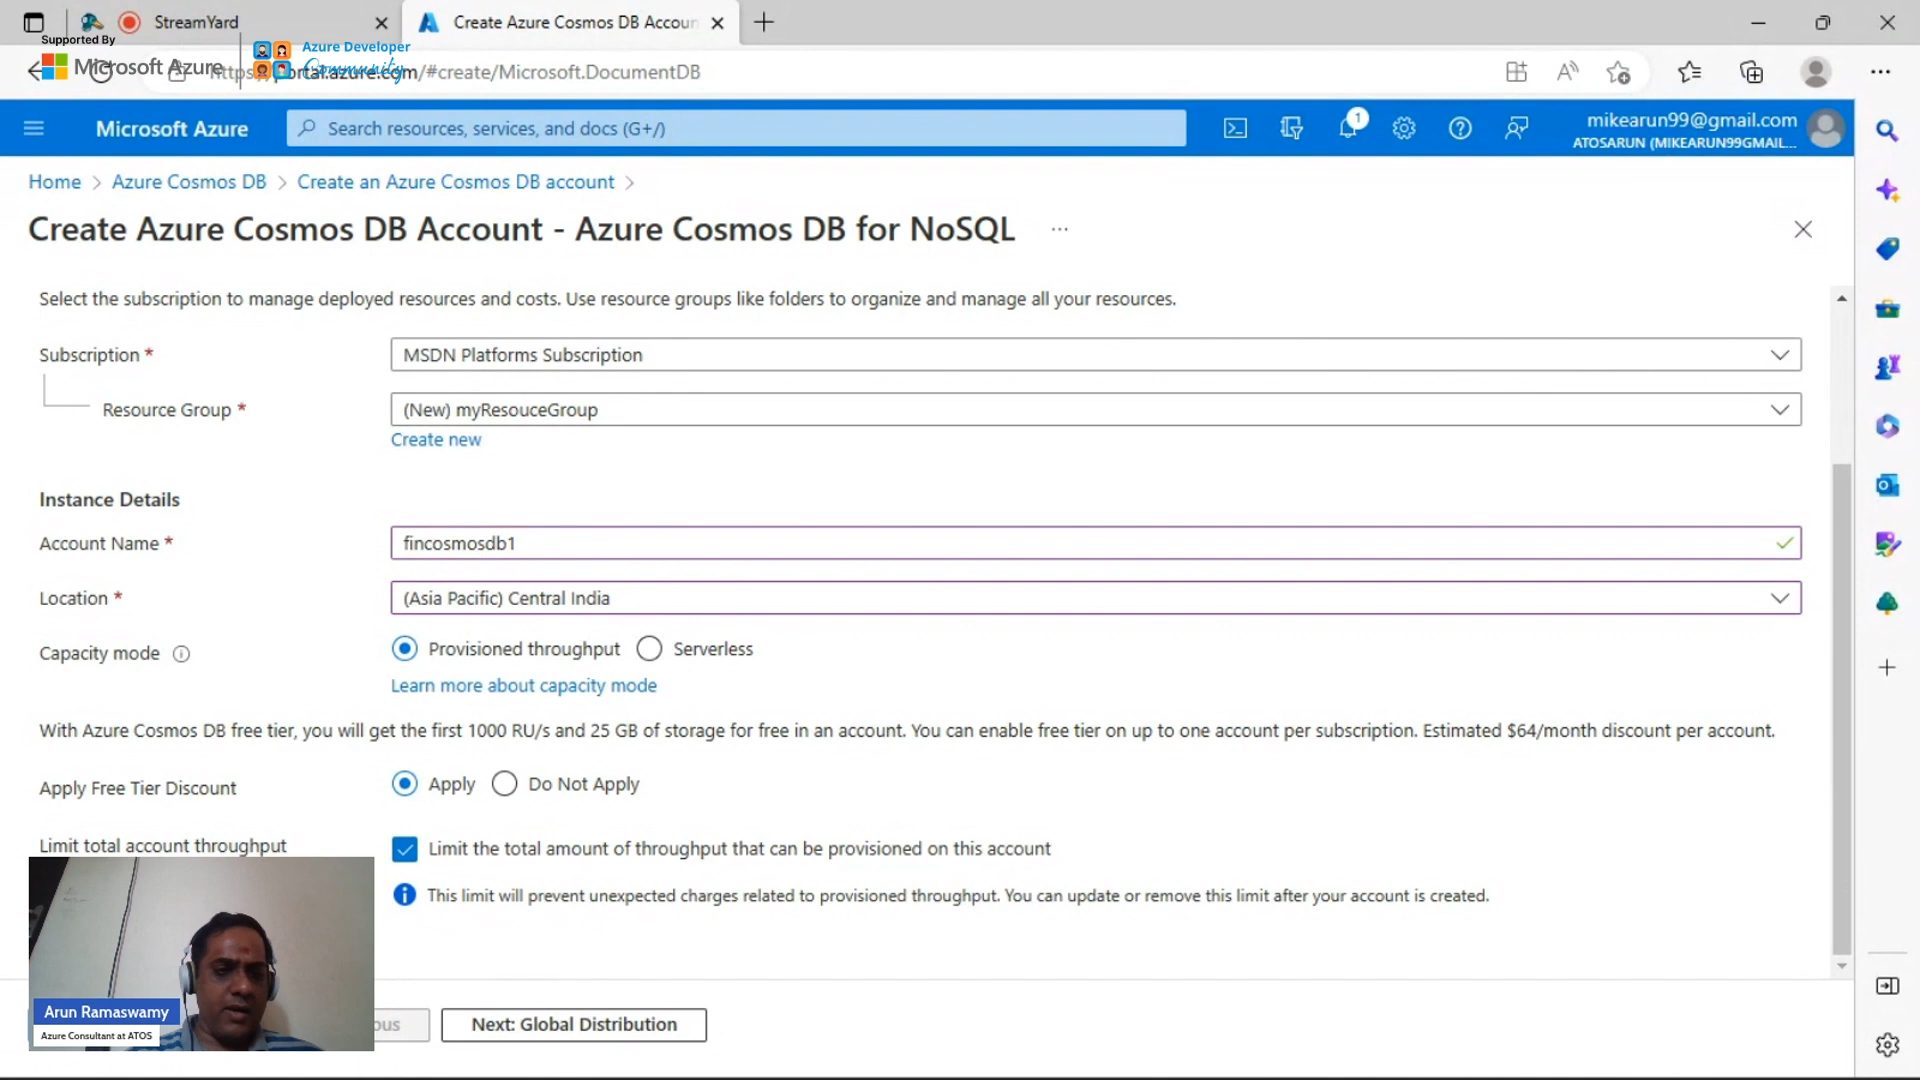 StreamYard
Create Azure Cosmos DB Accoun
Supported By
Microsoft Azure
Azure Developer
Community
https://portal.azure.com/#create/Microsoft.DocumentDB
Microsoft Azure
Search resources, services, and docs (G+/)
1
mikearun99@gmail.com
ATOSARUN (MIKEARUN99GMAIL...
Home > Azure Cosmos DB > Create an Azure Cosmos DB account >
Create Azure Cosmos DB Account - Azure Cosmos DB for NoSQL ...
Select the subscription to manage deployed resources and costs. Use resource groups like folders to organize and manage all your resources.
Subscription *
MSDN Platforms Subscription
Resource Group *
(New) myResouceGroup
Create new
Instance Details
Account Name *
fincosmosdb1
Location *
(Asia Pacific) Central India
Capacity mode
Provisioned throughput
Serverless
Learn more about capacity mode
With Azure Cosmos DB free tier, you will get the first 1000 RU/s and 25 GB of storage for free in an account. You can enable free tier on up to one account per subscription. Estimated $64/month discount per account.
Apply Free Tier Discount
Apply
Do Not Apply
Limit total account throughput
Limit the total amount of throughput that can be provisioned on this account
This limit will prevent unexpected charges related to provisioned throughput. You can update or remove this limit after your account is created.
Arun Ramaswamy
Azure Consultant at ATOS
ous
Next: Global Distribution